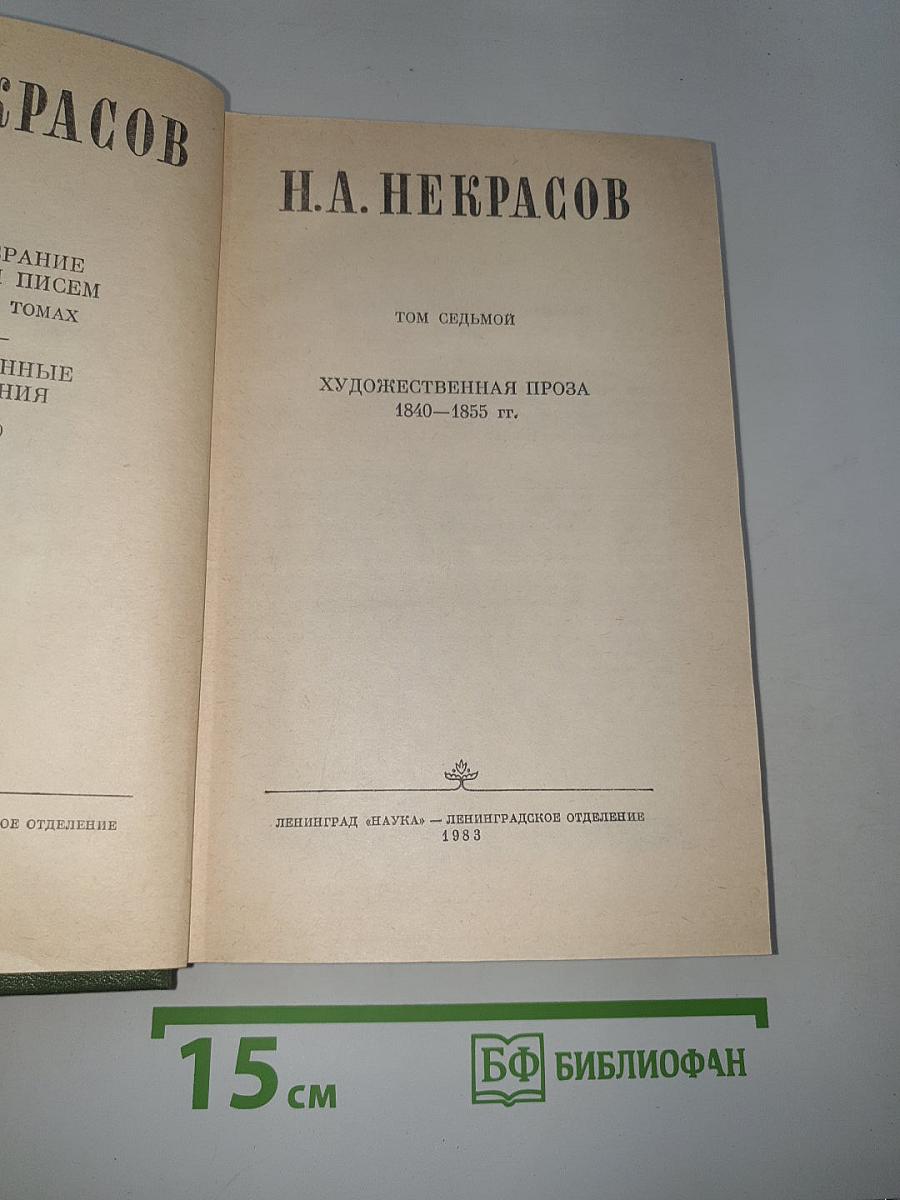 КРАСОВ
БРАНИЕ
ПИСЕМ
ТОМАХ
ННЫЕ
НИЯ
ОЕ ОТДЕЛЕНИЕ
Н.А.НЕКРАСОВ
ТОМ СЕДЬМОЙ
ХУДОЖЕСТВЕННАЯ ПРОЗА
1840—1855 гг.
ЛЕНИНГРАД «НАУКА» — ЛЕНИНГРАДСКОЕ ОТДЕЛЕНИЕ
1983
15 см
БФ БИБЛИОФАН